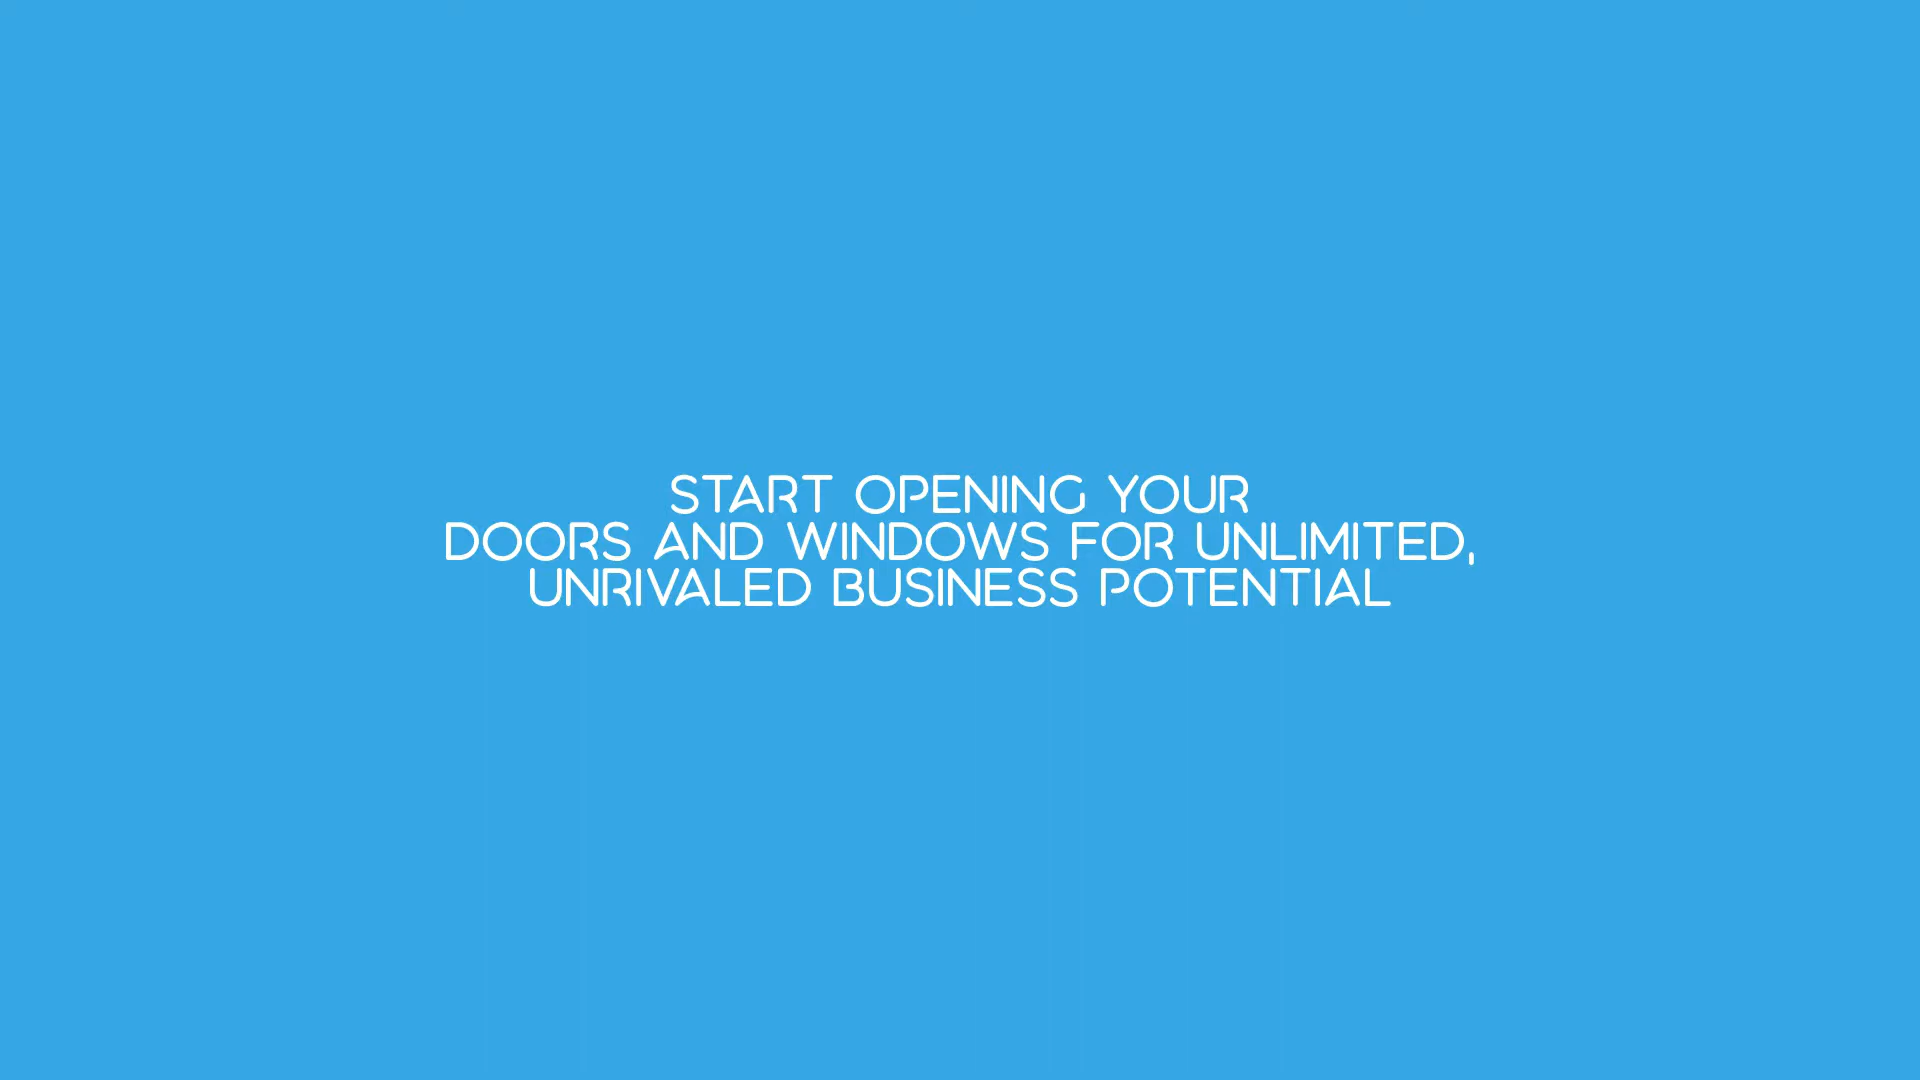 START OPENING YOUR
DOORS AND WINDOWS FOR UNLIMITED,
UNRIVALED BUSINESS POTENTIAL